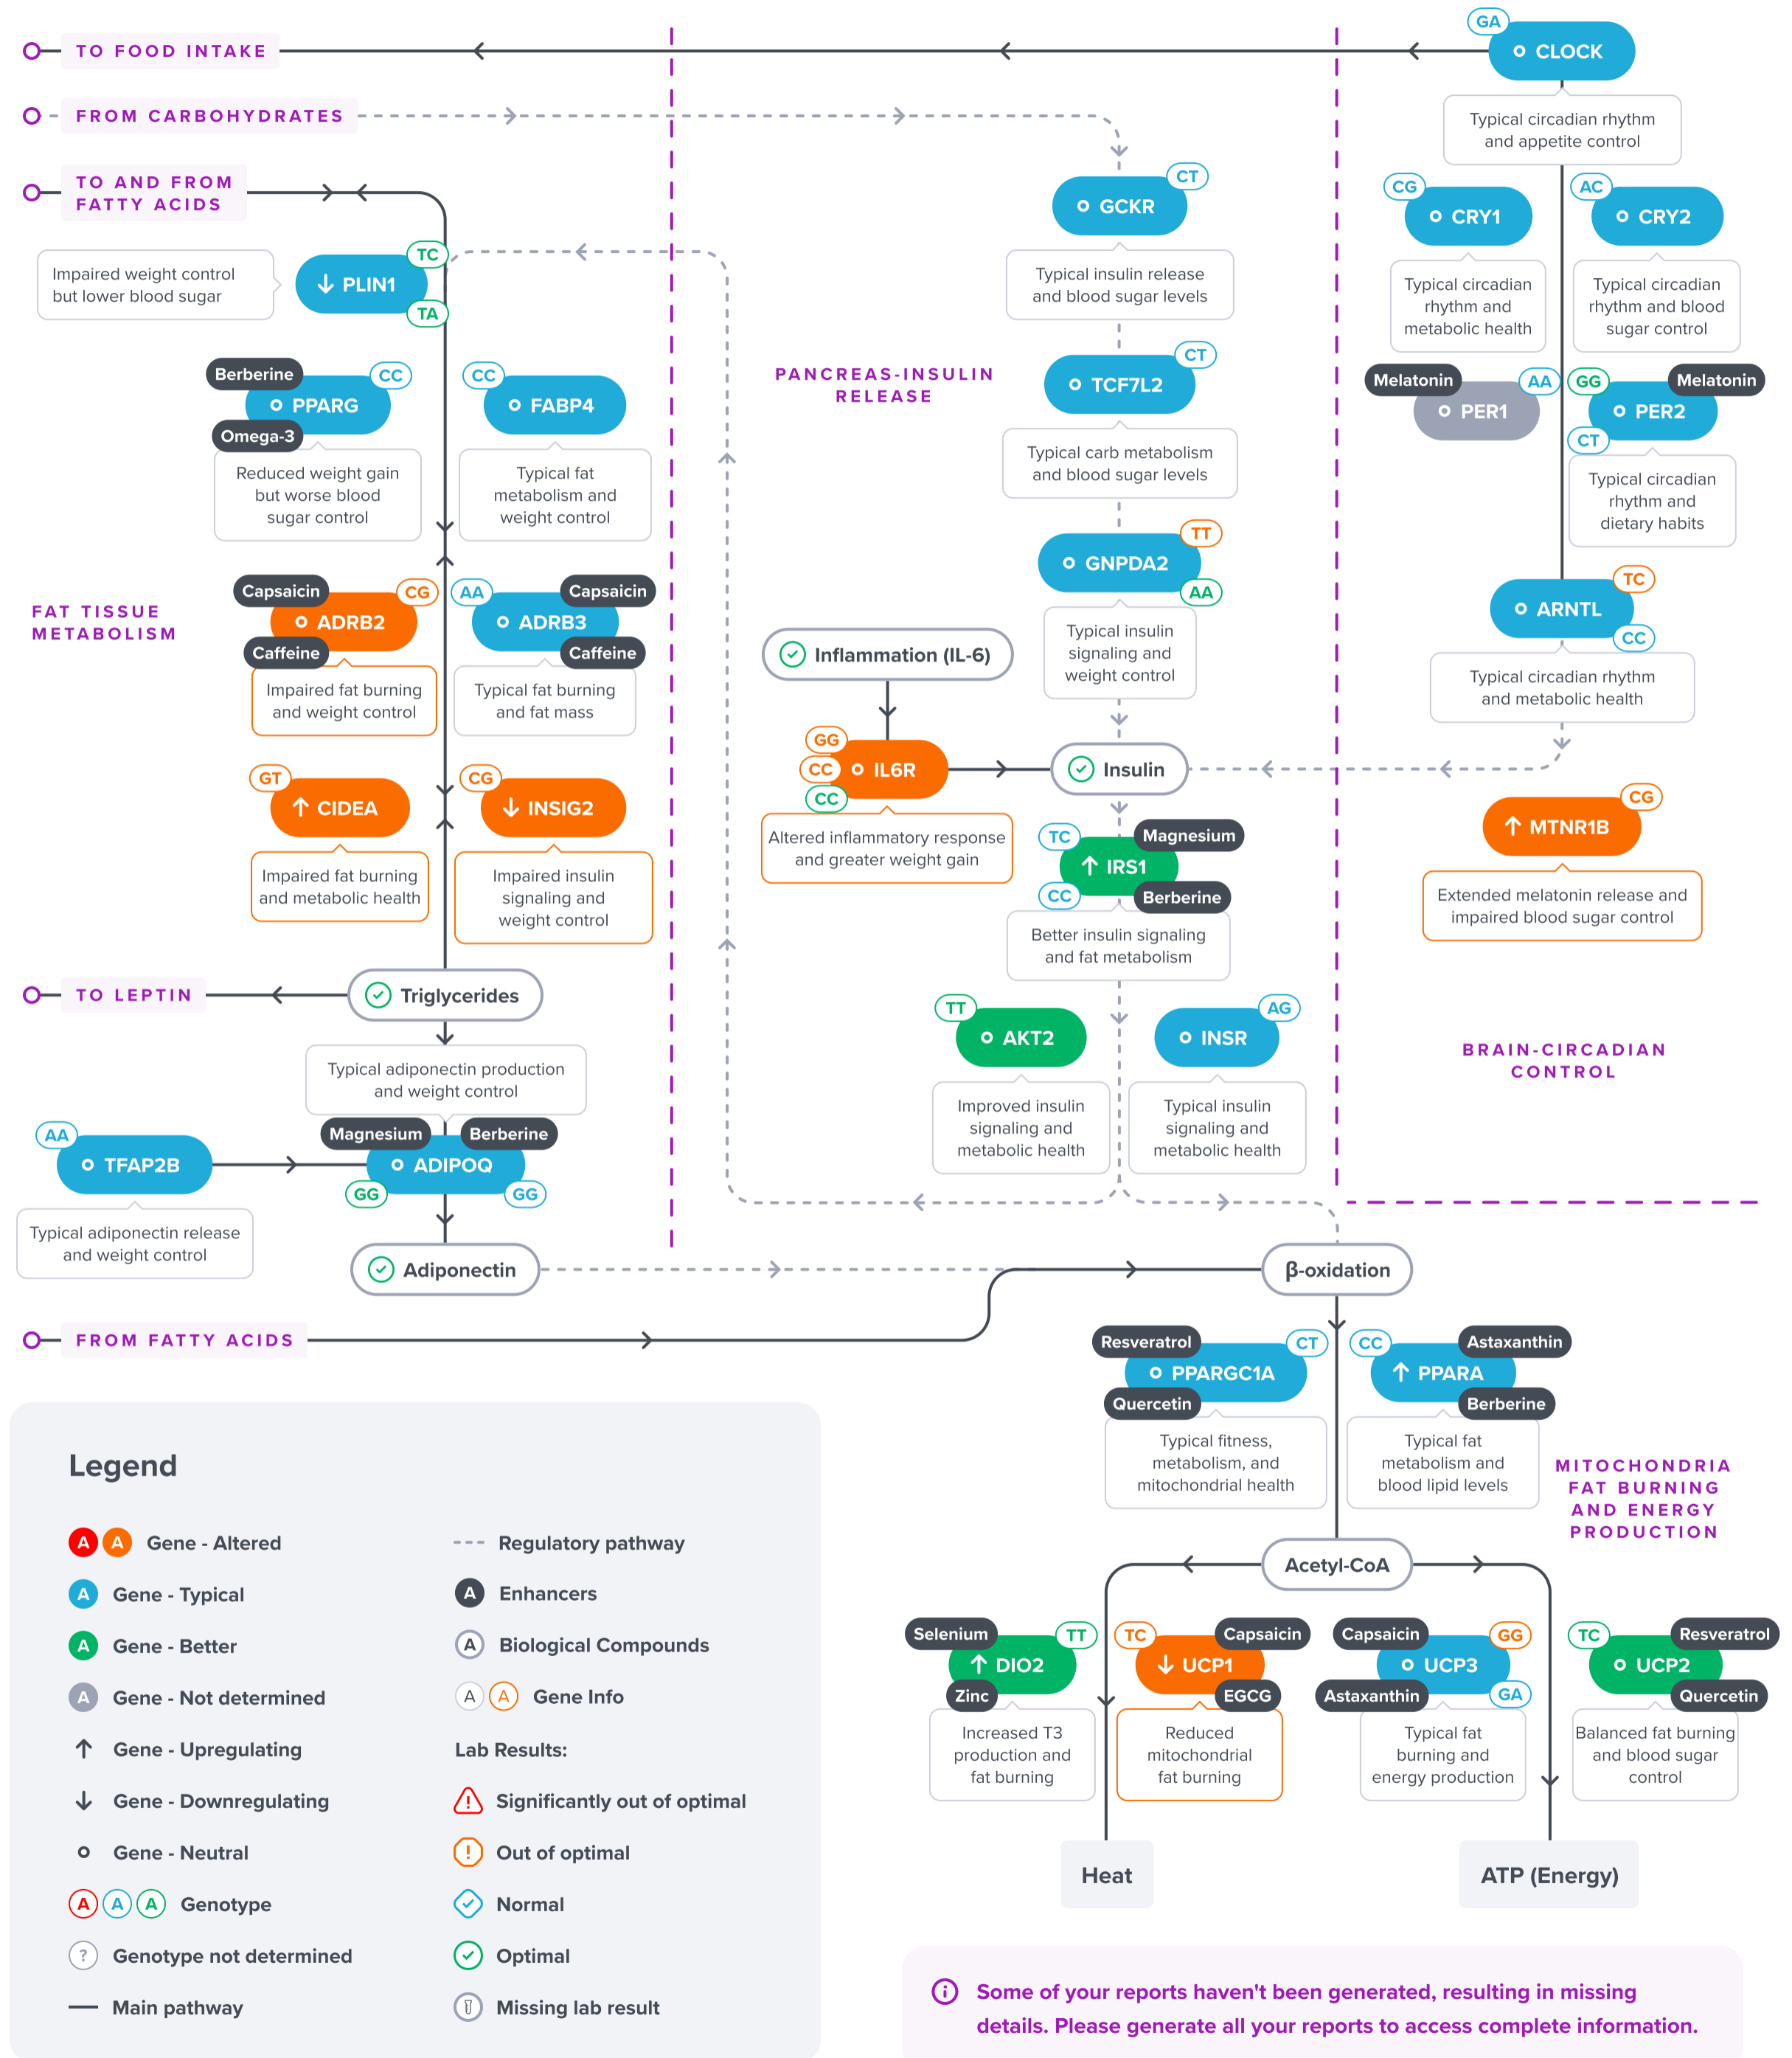 TO FOOD INTAKE
GA
CLOCK
Typical circadian rhythm
and appetite control
FROM CARBOHYDRATES
TO AND FROM
FATTY ACIDS
CT
GCKR
Typical insulin release
and blood sugar levels
CG
CRY1
Typical circadian
rhythm and
metabolic health
AC
CRY2
Typical circadian
rhythm and blood
sugar control
Impaired weight control
but lower blood sugar
TC
PLIN1
TA
Berberine
CC
PPARG
Omega-3
Reduced weight gain
but worse blood
sugar control
CC
FABP4
Typical fat
metabolism and
weight control
PANCREAS-INSULIN
RELEASE
CT
TCF7L2
Typical carb metabolism
and blood sugar levels
Melatonin
AA
PER1
GG
Melatonin
PER2
CT
Typical circadian
rhythm and
dietary habits
FAT TISSUE
METABOLISM
Capsaicin
CG
ADRB2
Caffeine
Impaired fat burning
and weight control
AA
Capsaicin
ADRB3
Caffeine
Typical fat burning
and fat mass
TT
GNPDA2
AA
Typical insulin
signaling and
weight control
TC
ARNTL
CC
Typical circadian rhythm
and metabolic health
Inflammation (IL-6)
GG
CC
IL6R
CC
Altered inflammatory response
and greater weight gain
Insulin
GT
CIDEA
Impaired fat burning
and metabolic health
CG
INSIG2
Impaired insulin
signaling and
weight control
TC
Magnesium
IRS1
CC
Berberine
Better insulin signaling
and fat metabolism
CG
MTNR1B
Extended melatonin release and
impaired blood sugar control
TO LEPTIN
Triglycerides
TT
AKT2
Improved insulin
signaling and
metabolic health
AG
INSR
Typical insulin
signaling and
metabolic health
BRAIN-CIRCADIAN
CONTROL
Typical adiponectin production
and weight control
AA
TFAP2B
Typical adiponectin release
and weight control
Magnesium
Berberine
ADIPOQ
GG
GG
Adiponectin
β-oxidation
FROM FATTY ACIDS
Resveratrol
CT
PPARGC1A
Quercetin
Typical fitness,
metabolism, and
mitochondrial health
CC
Astaxanthin
PPARA
Berberine
Typical fat
metabolism and
blood lipid levels
MITOCHONDRIA
FAT BURNING
AND ENERGY
PRODUCTION
Acetyl-CoA
Selenium
TT
DIO2
Zinc
Increased T3
production and
fat burning
TC
Capsaicin
UCP1
EGCG
Reduced
mitochondrial
fat burning
Capsaicin
GG
UCP3
Astaxanthin
GA
Typical fat
burning and
energy production
TC
Resveratrol
UCP2
Quercetin
Balanced fat burning
and blood sugar
control
Heat
ATP (Energy)
Legend
A A Gene - Altered
A Gene - Typical
A Gene - Better
A Gene - Not determined
Gene - Upregulating
Gene - Downregulating
Gene - Neutral
A A A Genotype
? Genotype not determined
Main pathway
Regulatory pathway
A Enhancers
A Biological Compounds
A A Gene Info
Lab Results:
! Significantly out of optimal
! Out of optimal
Normal
Optimal
Missing lab result
i Some of your reports haven't been generated, resulting in missing
details. Please generate all your reports to access complete information.